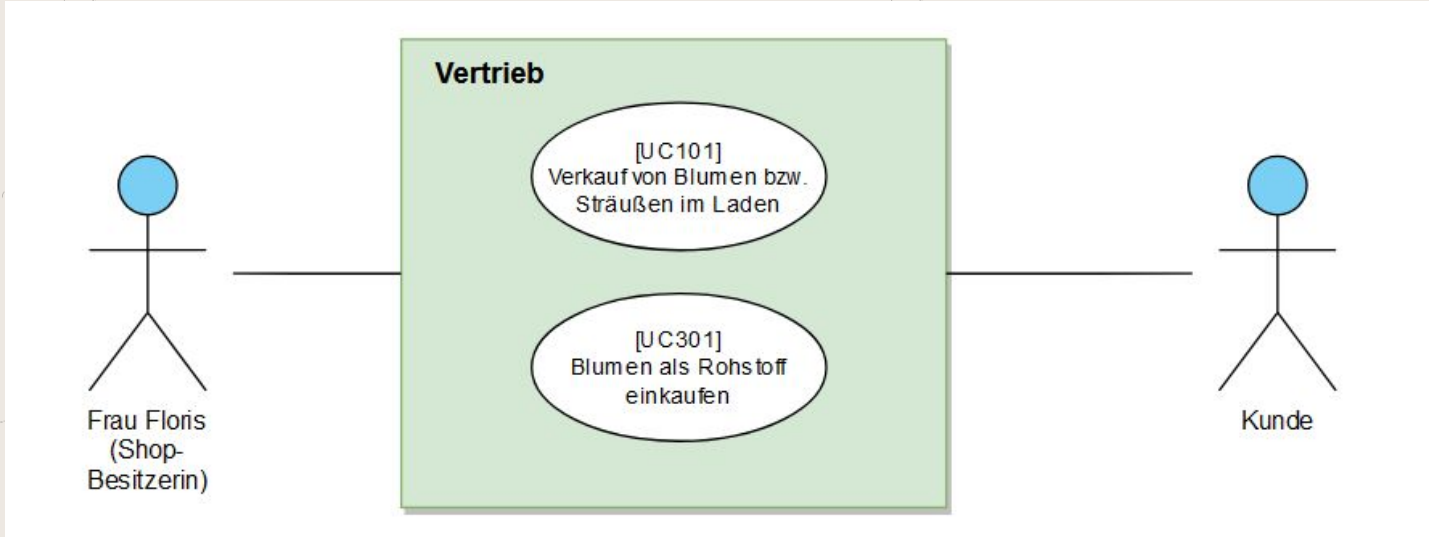 Vertrieb
[UC101]
Verkauf von Blumen bzw.
Sträußen im Laden
[UC301]
Blumen als Rohstoff
einkaufen
Frau Floris
(Shop-
Besitzerin)
Kunde